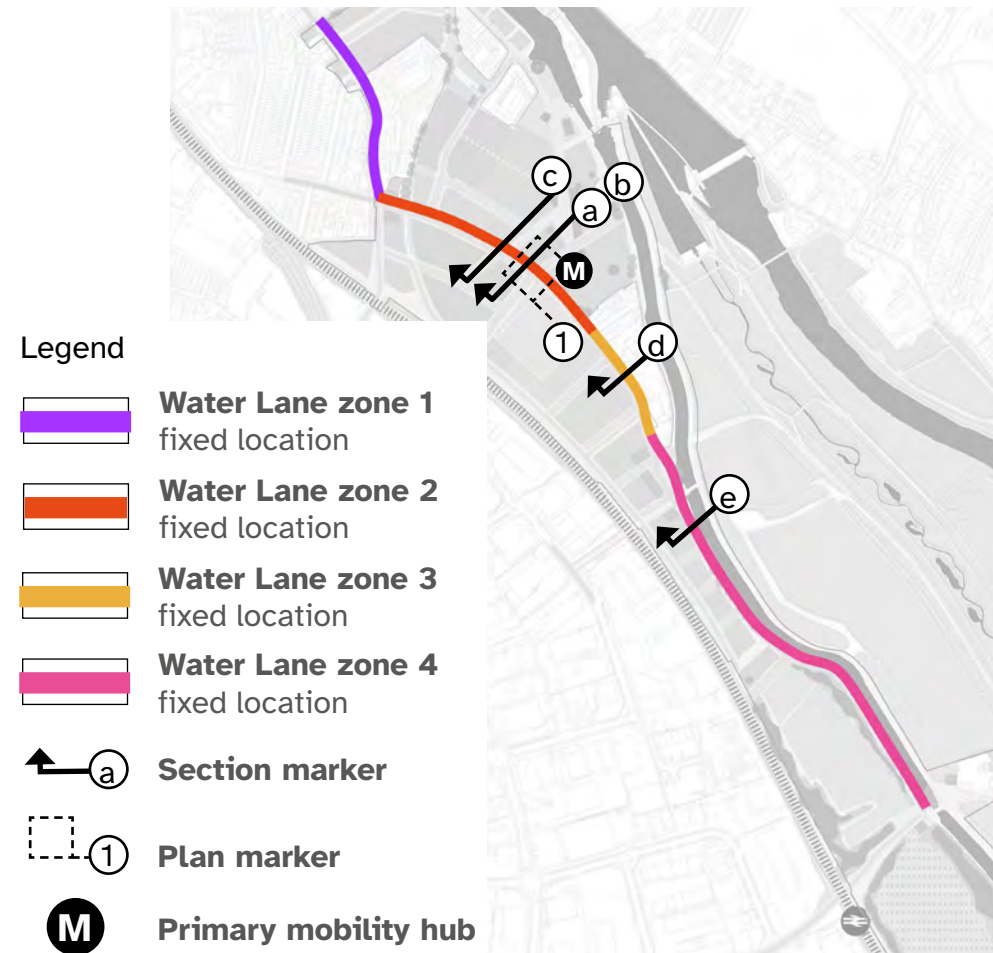 c
b
a
M
1
d
e
Legend
Water Lane zone 1
fixed location
Water Lane zone 2
fixed location
Water Lane zone 3
fixed location
Water Lane zone 4
fixed location
a
Section marker
1
Plan marker
M
Primary mobility hub